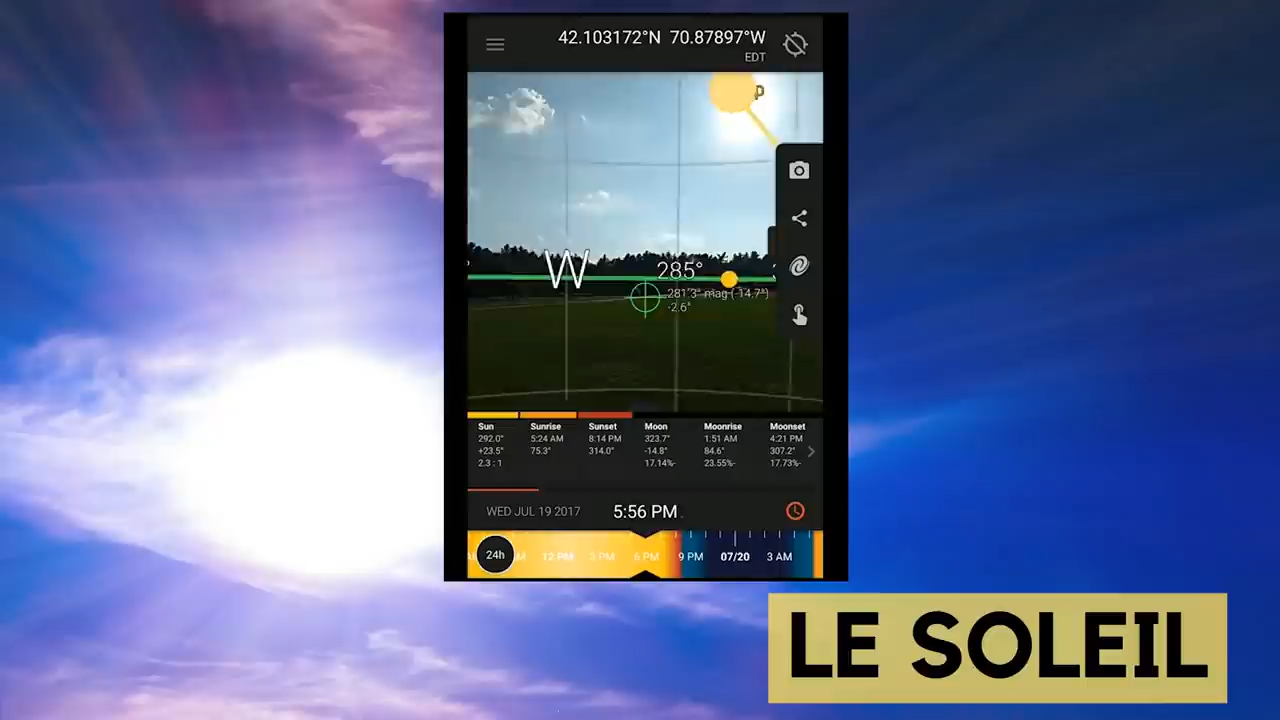 42.103172°N 70.87897°W
EDT
W
285°
281.3° mag (-14.7°)
-2.6°
Sun Sunrise Sunset Moon Moonrise Moonset
292.0° 5:24 AM 8:14 PM 323.7° 1:51 AM 4:21 PM
+23.5° 75.3° 314.0° -14.8° 84.6° 307.2°
2.3 : 1 17.14%- 23.55%- 17.73%-
WED JUL 19 2017 5:56 PM
24h 12 PM 3 PM 6 PM 9 PM 07/20 3 AM
LE SOLEIL